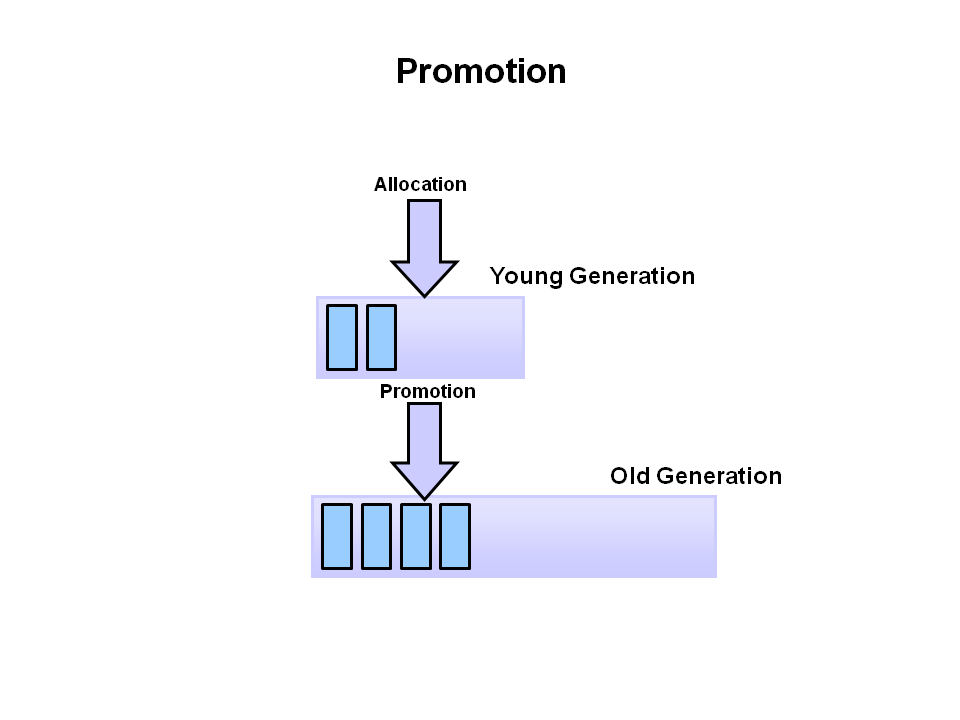 Promotion
Allocation
Young Generation
Promotion
Old Generation